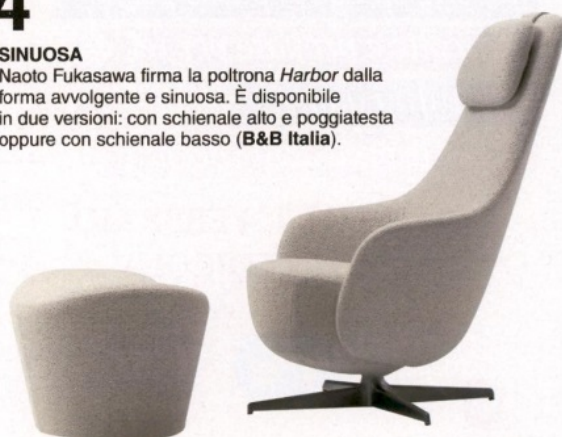 4
SINUOSA
Naoto Fukasawa firma la poltrona Harbor dalla
forma avvolgente e sinuosa. È disponibile
in due versioni: con schienale alto e poggiatesta
oppure con schienale basso (B&B Italia).